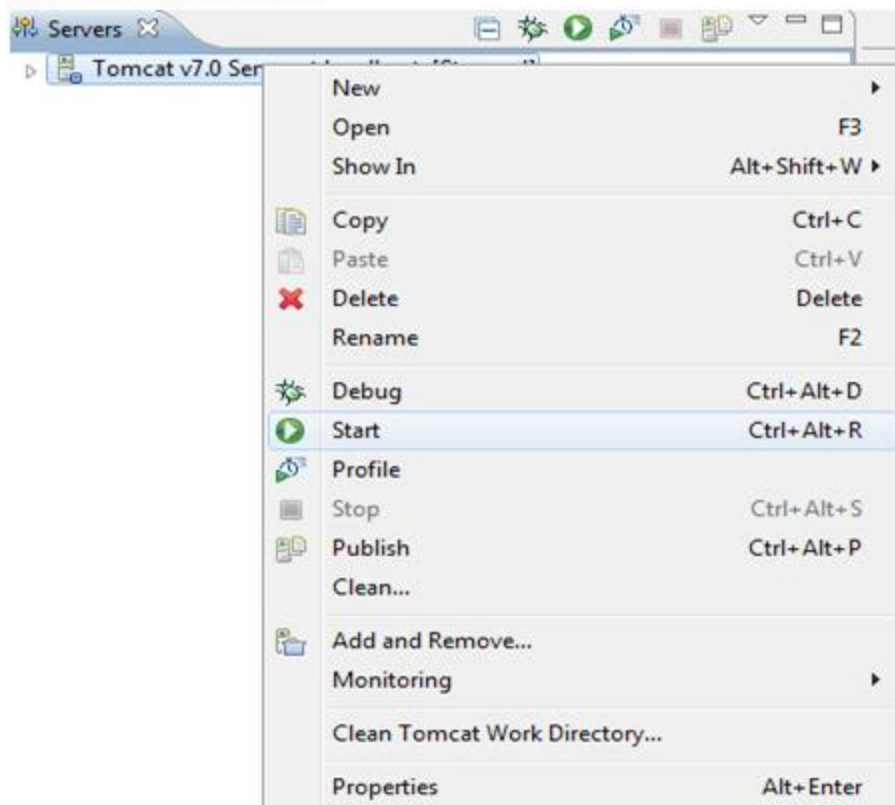 Servers
Tomcat v7.0 Ser
New
Open F3
Show In Alt+Shift+W
Copy Ctrl+C
Paste Ctrl+V
Delete Delete
Rename F2
Debug Ctrl+Alt+D
Start Ctrl+Alt+R
Profile
Stop Ctrl+Alt+S
Publish Ctrl+Alt+P
Clean...
Add and Remove...
Monitoring
Clean Tomcat Work Directory...
Properties Alt+Enter